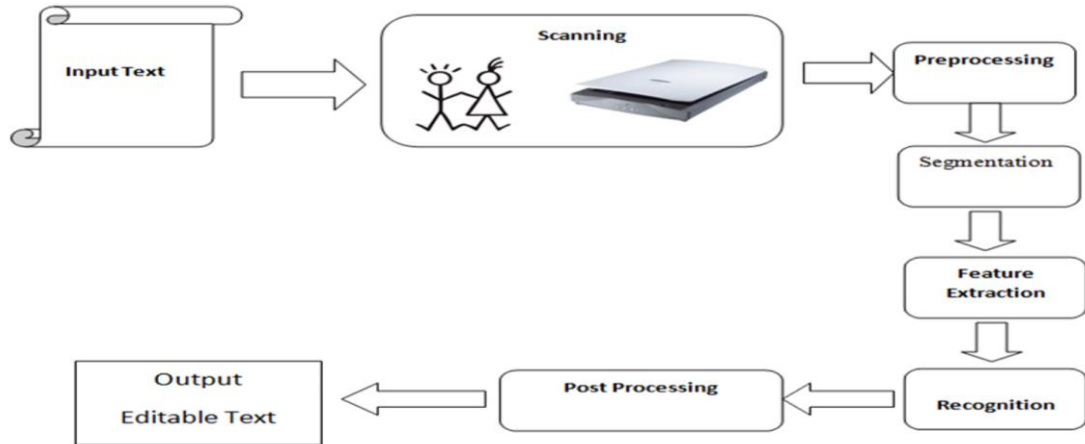 Input Text
Scanning
Preprocessing
Segmentation
Feature
Extraction
Recognition
Post Processing
Output
Editable Text